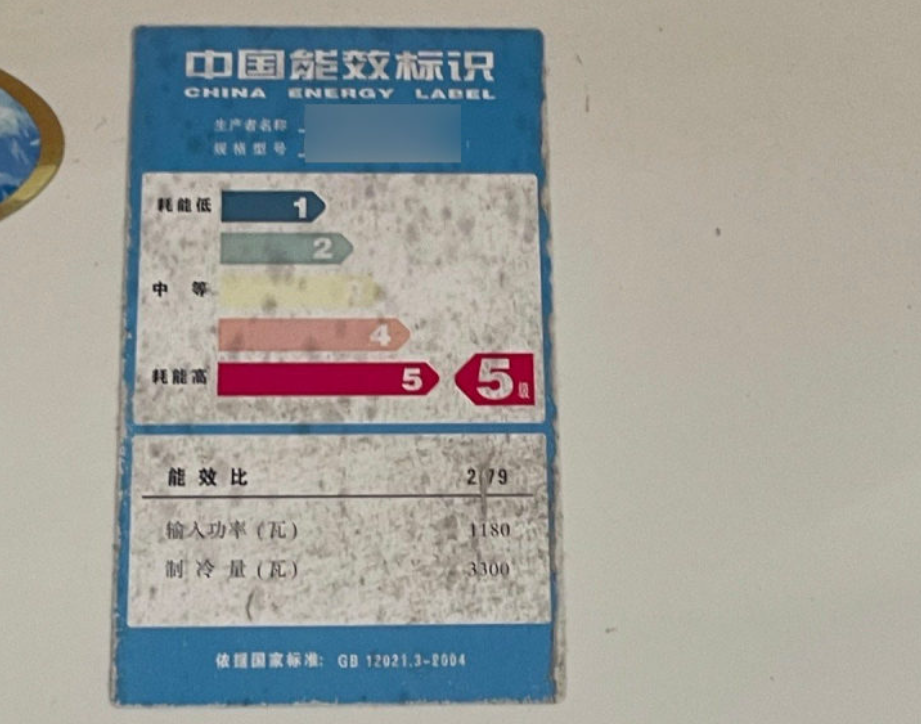 中国能效标识
CHINA ENERGY LABEL
生产者名称
规格型号
耗能低 1
2
中 等 3
4
耗能高 5 5级
能效比 2.79
输入功率(瓦) 1180
制冷量(瓦) 3300
依据国家标准: GB 12021.3-2004